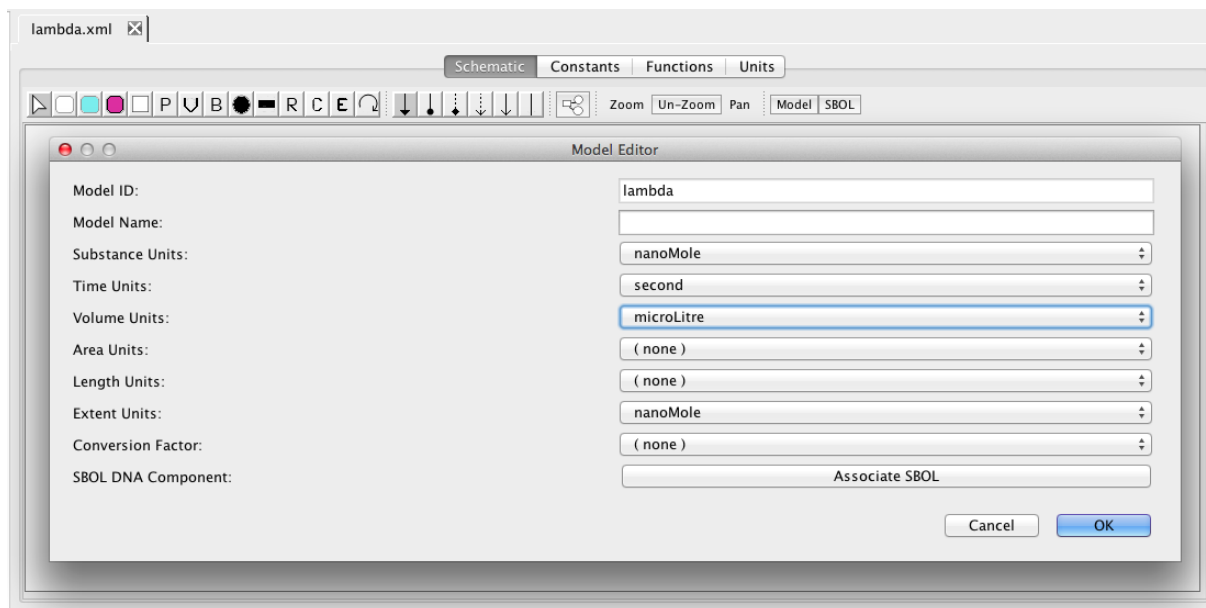 lambda.xml
Schematic Constants Functions Units
P V B R C E Zoom Un-Zoom Pan Model SBOL
Model Editor
Model ID: lambda
Model Name:
Substance Units: nanoMole
Time Units: second
Volume Units: microLitre
Area Units: ( none )
Length Units: ( none )
Extent Units: nanoMole
Conversion Factor: ( none )
SBOL DNA Component: Associate SBOL
Cancel OK